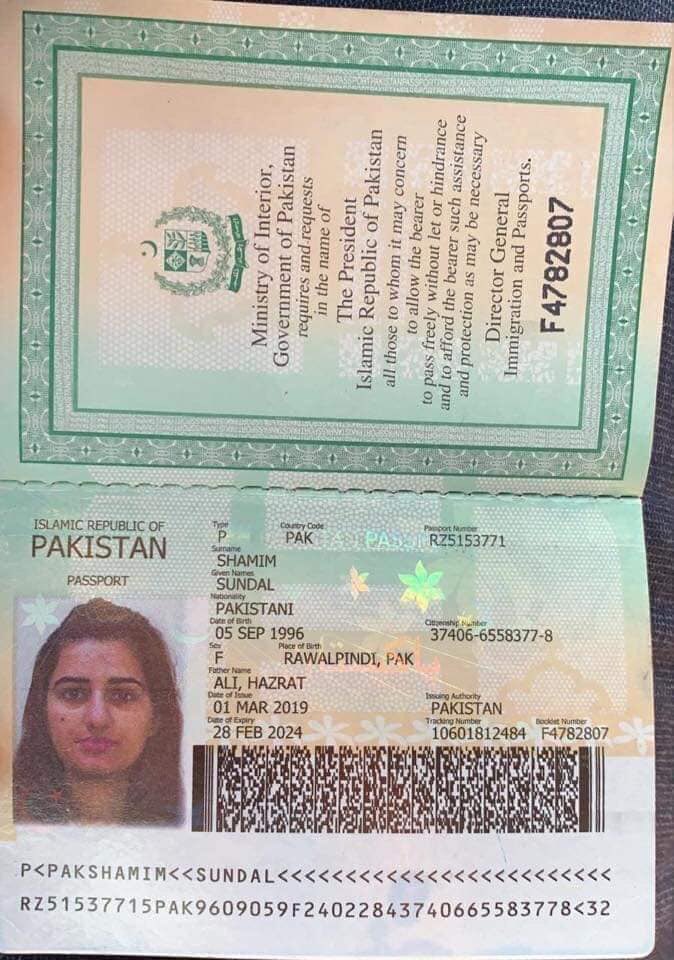 Ministry of Interior,
Government of Pakistan
requires and requests
in the name of
The President
Islamic Republic of Pakistan
all those to whom it may concern
to allow the bearer
to pass freely without let or hindrance
and to afford the bearer such assistance
and protection as may be necessary
Director General
Immigration and Passports.
F4782807
ISLAMIC REPUBLIC OF
PAKISTAN
PASSPORT
Type Country Code Passport Number
P PAK RZ5153771
Surname
SHAMIM
Given Names
SUNDAL
Nationality
PAKISTANI
Date of Birth Citizenship Number
05 SEP 1996 37406-6558377-8
Sex Place of Birth
F RAWALPINDI, PAK
Father Name
ALI, HAZRAT
Date of Issue Issuing Authority
01 MAR 2019 PAKISTAN
Date of Expiry Tracking Number Booklet Number
28 FEB 2024 10601812484 F4782807
P<PAKSHAMIM<<SUNDAL<<<<<<<<<<<<<<<<<<<<<<<<<
RZ51537715PAK9609059F24022843740665583778<32